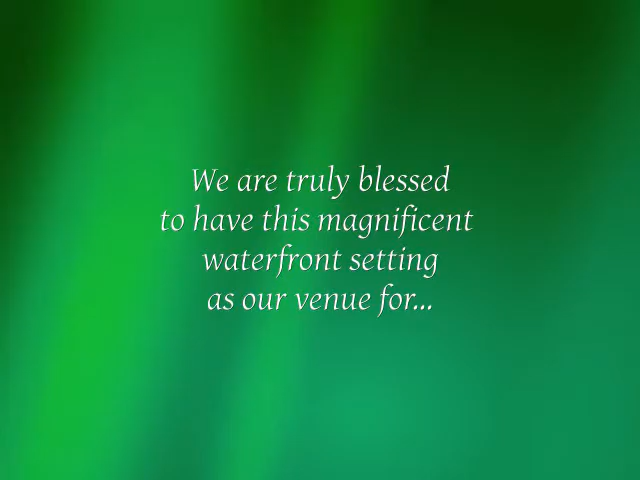 We are truly blessed
to have this magnificent
waterfront setting
as our venue for...